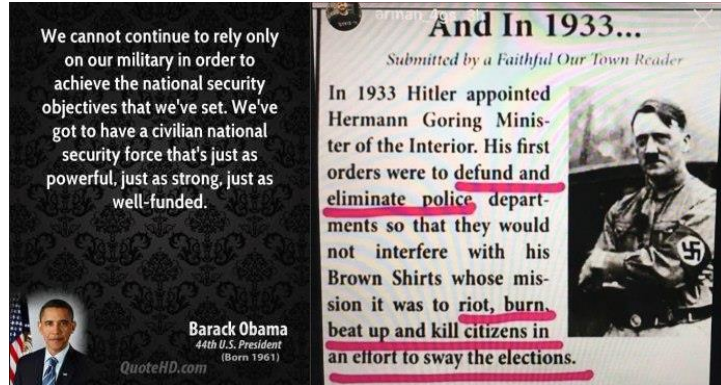 We cannot continue to rely only
on our military in order to
achieve the national security
objectives that we've set. We've
got to have a civilian national
security force that's just as
powerful, just as strong, just as
well-funded.
Barack Obama
44th U.S. President
(Born 1961)
QuoteHD.com
And In 1933...
Submitted by a Faithful Our Town Reader
In 1933 Hitler appointed
Hermann Goring Minis-
ter of the Interior. His first
orders were to defund and
eliminate police depart-
ments so that they would
not interfere with his
Brown Shirts whose mis-
sion it was to riot, burn,
beat up and kill citizens in
an effort to sway the elections.